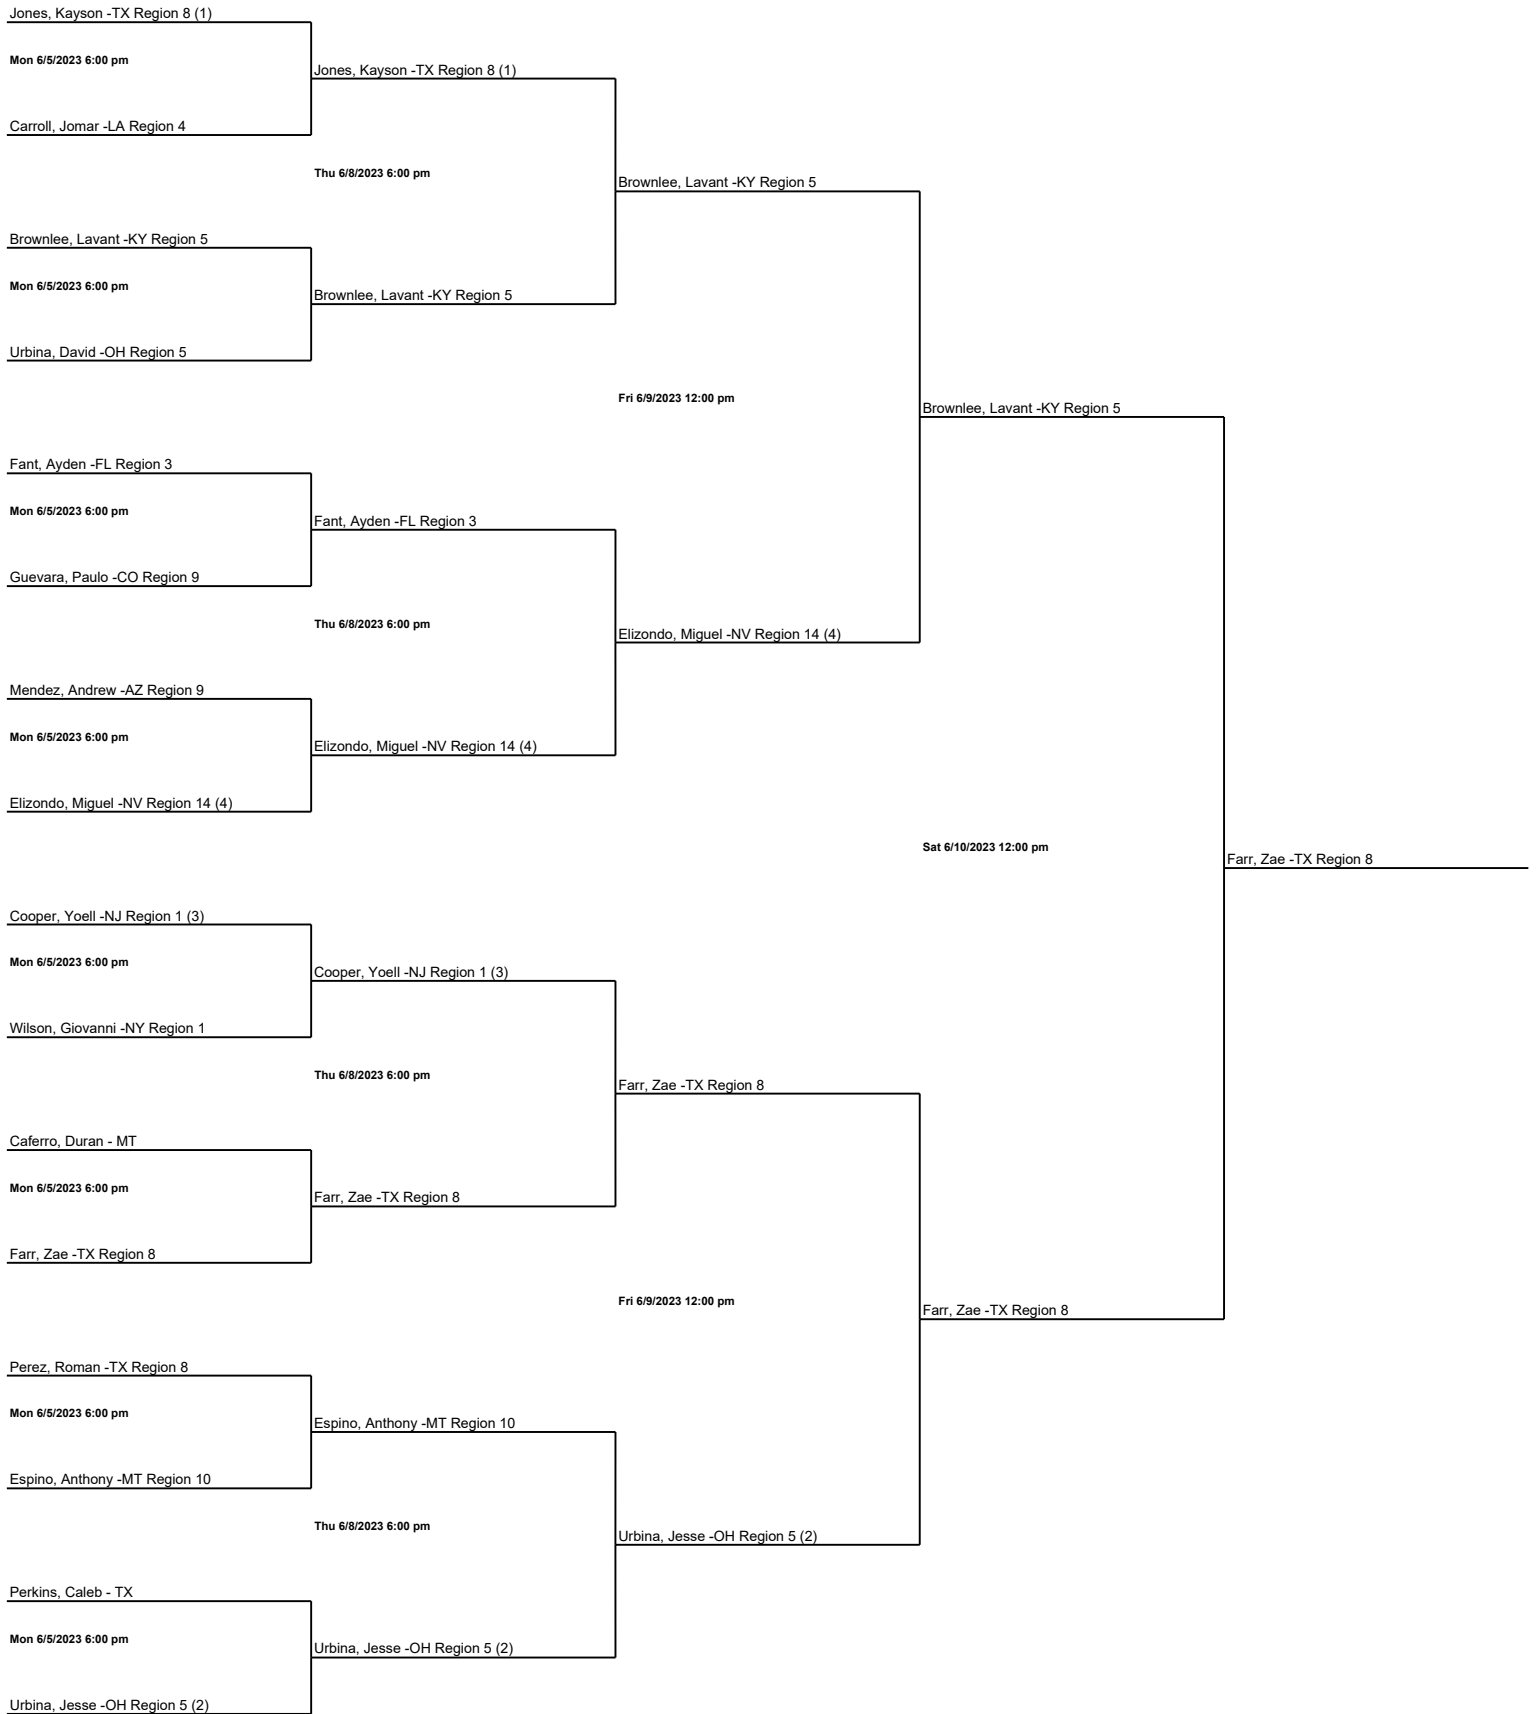 Jones, Kayson -TX Region 8 (1)
Mon 6/5/2023 6:00 pm
Jones, Kayson -TX Region 8 (1)
Carroll, Jomar -LA Region 4
Thu 6/8/2023 6:00 pm
Brownlee, Lavant -KY Region 5
Brownlee, Lavant -KY Region 5
Mon 6/5/2023 6:00 pm
Brownlee, Lavant -KY Region 5
Urbina, David -OH Region 5
Fri 6/9/2023 12:00 pm
Brownlee, Lavant -KY Region 5
Fant, Ayden -FL Region 3
Mon 6/5/2023 6:00 pm
Fant, Ayden -FL Region 3
Guevara, Paulo -CO Region 9
Thu 6/8/2023 6:00 pm
Elizondo, Miguel -NV Region 14 (4)
Mendez, Andrew -AZ Region 9
Mon 6/5/2023 6:00 pm
Elizondo, Miguel -NV Region 14 (4)
Elizondo, Miguel -NV Region 14 (4)
Sat 6/10/2023 12:00 pm
Farr, Zae -TX Region 8
Cooper, Yoell -NJ Region 1 (3)
Mon 6/5/2023 6:00 pm
Cooper, Yoell -NJ Region 1 (3)
Wilson, Giovanni -NY Region 1
Thu 6/8/2023 6:00 pm
Farr, Zae -TX Region 8
Caferro, Duran - MT
Mon 6/5/2023 6:00 pm
Farr, Zae -TX Region 8
Farr, Zae -TX Region 8
Fri 6/9/2023 12:00 pm
Farr, Zae -TX Region 8
Perez, Roman -TX Region 8
Mon 6/5/2023 6:00 pm
Espino, Anthony -MT Region 10
Espino, Anthony -MT Region 10
Thu 6/8/2023 6:00 pm
Urbina, Jesse -OH Region 5 (2)
Perkins, Caleb - TX
Mon 6/5/2023 6:00 pm
Urbina, Jesse -OH Region 5 (2)
Urbina, Jesse -OH Region 5 (2)